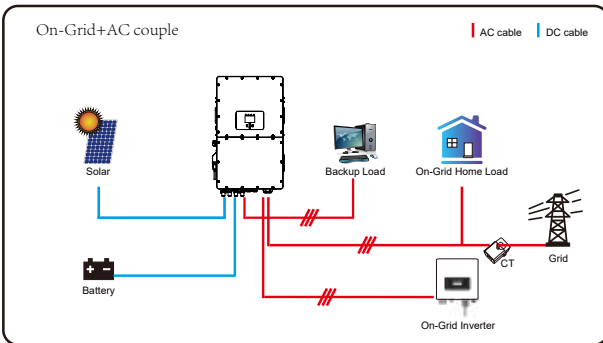 On-Grid+AC couple
AC cable
DC cable
Solar
Backup Load
On-Grid Home Load
CT
Grid
Battery
On-Grid Inverter